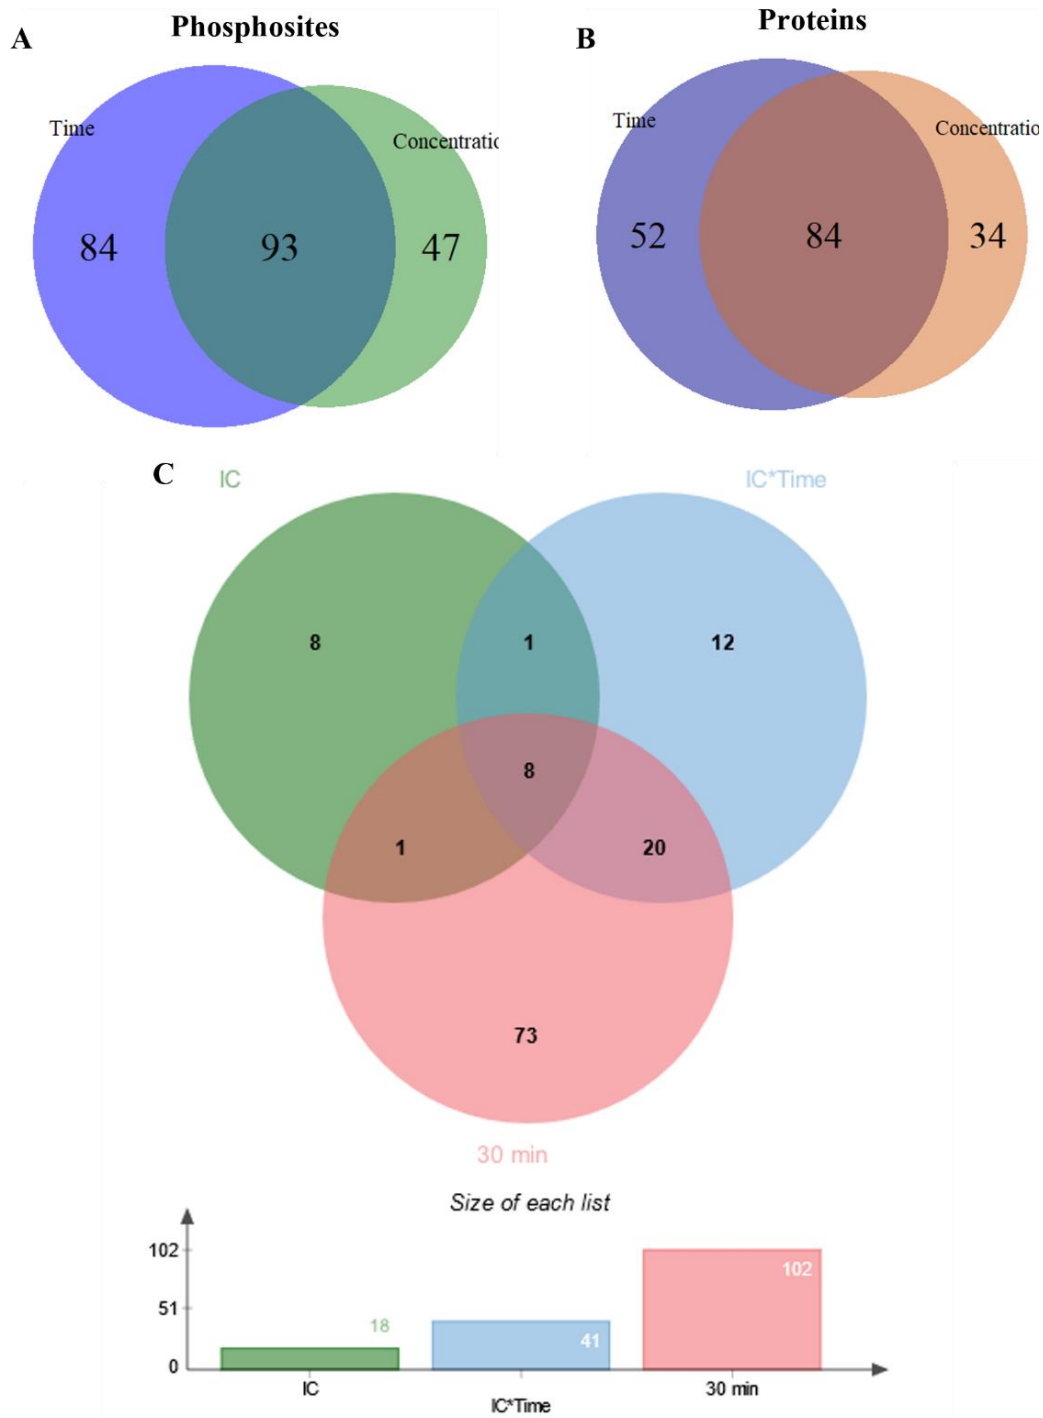 A
Phosphosites
Time
Concentratio
84
93
47
B
Proteins
Time
Concentratio
52
84
34
C
IC
IC*Time
8
1
12
8
1
20
73
30 min
Size of each list
102
51
0
18
41
102
IC
IC*Time
30 min